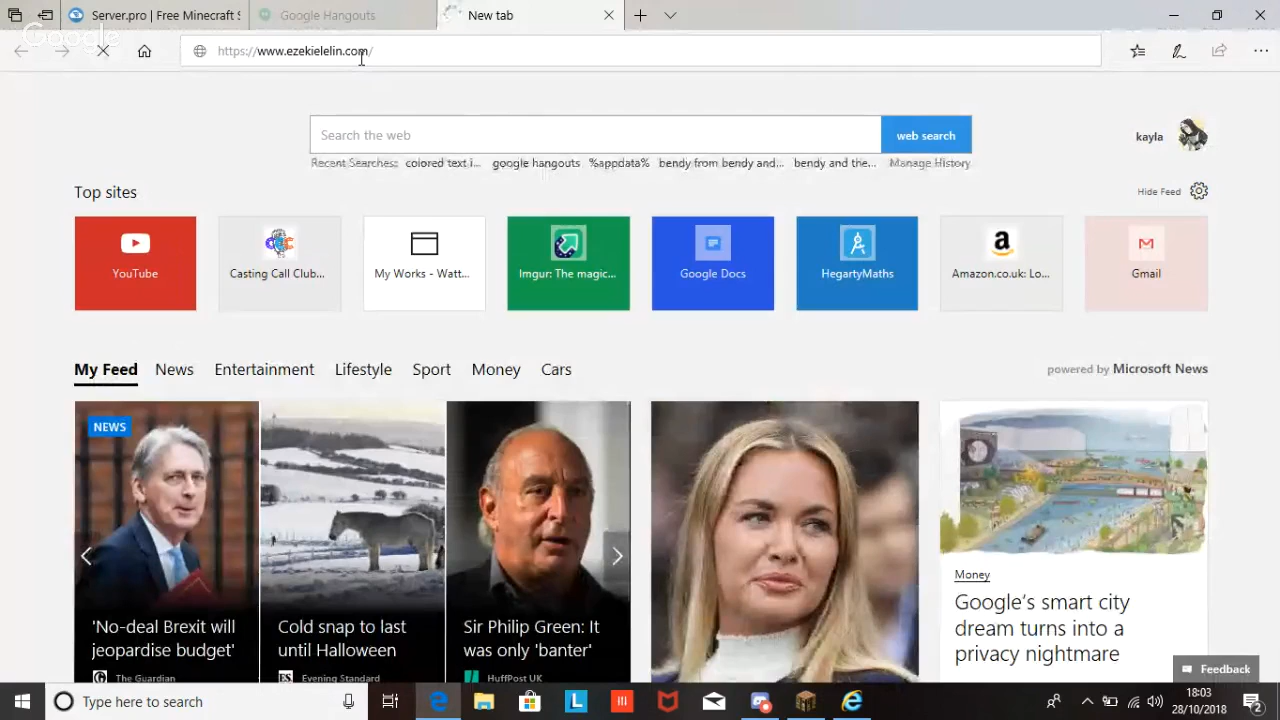 Server.pro | Free Minecraft S
Google Hangouts
New tab
Google
https://www.ezekielelin.com/
Search the web
web search
kayla
Recent Searches: colored text i... google hangouts %appdata% bendy from bendy and... bendy and the... Manage History
Top sites
Hide Feed
YouTube
Casting Call Club...
My Works - Watt...
Imgur: The magic...
Google Docs
HegartyMaths
Amazon.co.uk: Lo...
Gmail
My Feed News Entertainment Lifestyle Sport Money Cars
powered by Microsoft News
NEWS
'No-deal Brexit will
jeopardise budget'
The Guardian
Cold snap to last
until Halloween
ES
Evening Standard
Sir Philip Green: It
was only 'banter'
HuffPost UK
Money
Google's smart city
dream turns into a
privacy nightmare
Feedback
Type here to search
18:03
28/10/2018
2